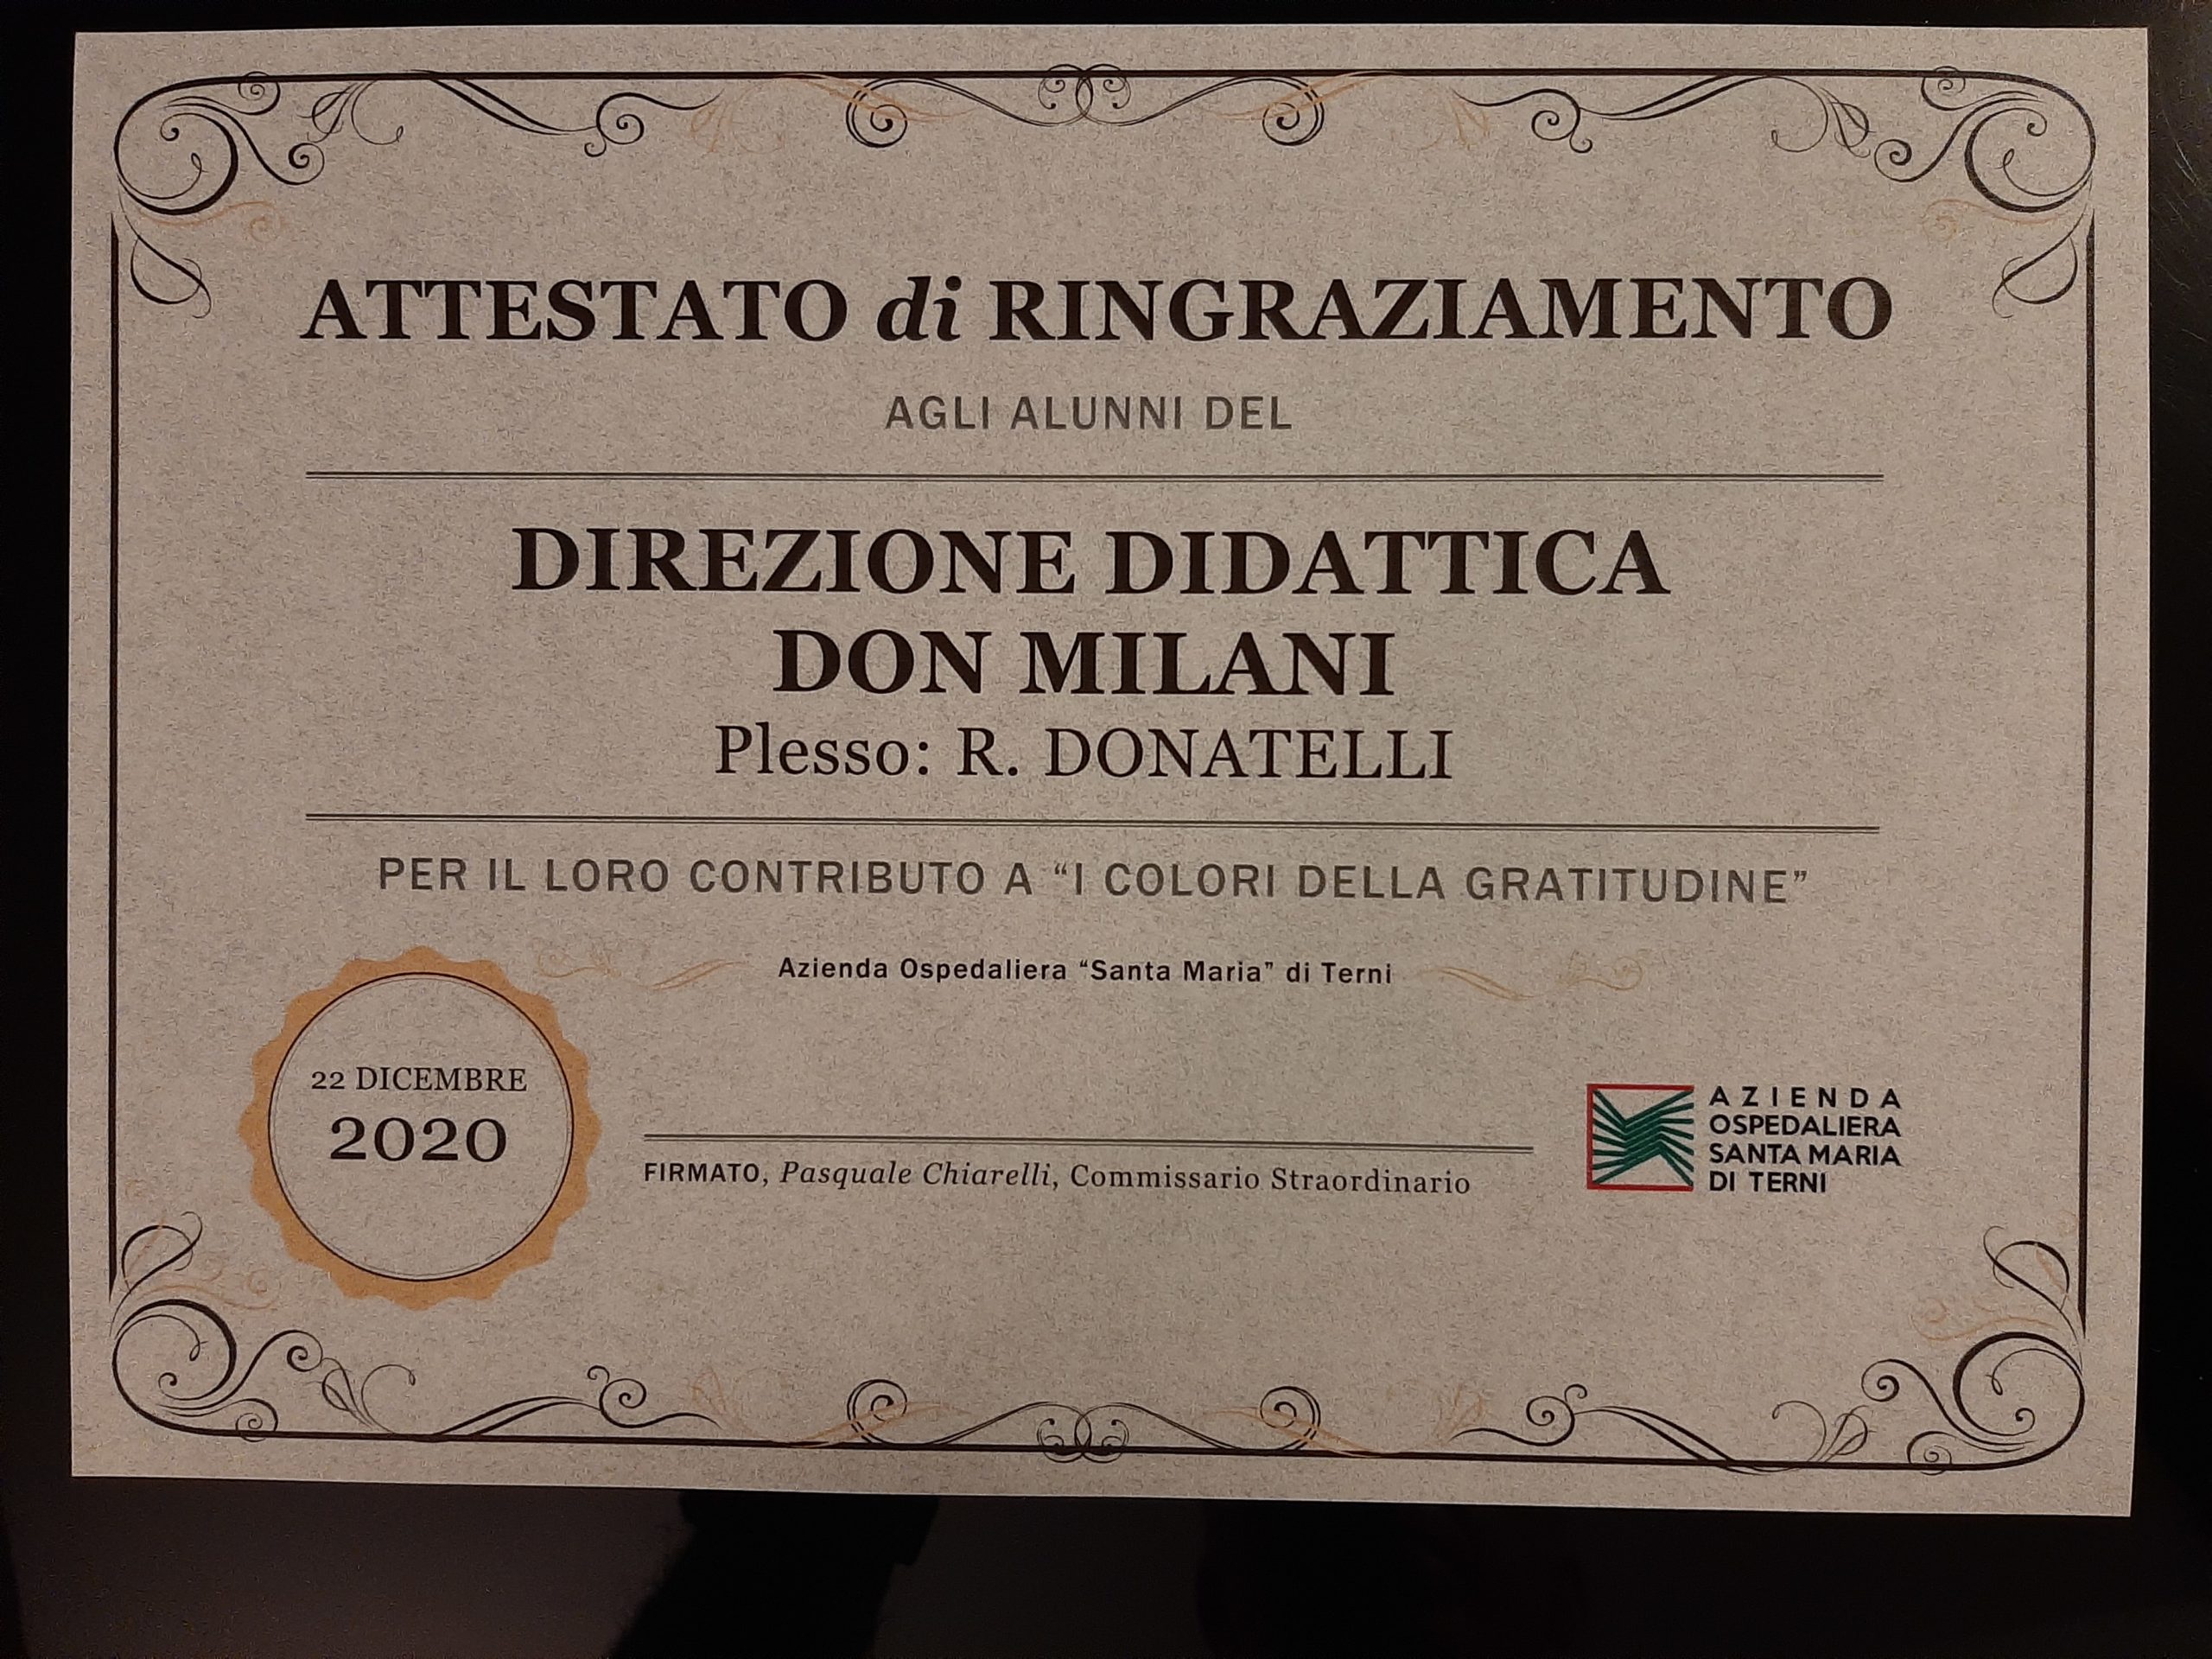 ATTESTATO di RINGRAZIAMENTO
AGLI ALUNNI DEL
DIREZIONE DIDATTICA
DON MILANI
Plesso: R. DONATELLI
PER IL LORO CONTRIBUTO A “I COLORI DELLA GRATITUDINE”
Azienda Ospedaliera “Santa Maria” di Terni
22 DICEMBRE
2020
FIRMATO, Pasquale Chiarelli, Commissario Straordinario
AZIENDA
OSPEDALIERA
SANTA MARIA
DI TERNI